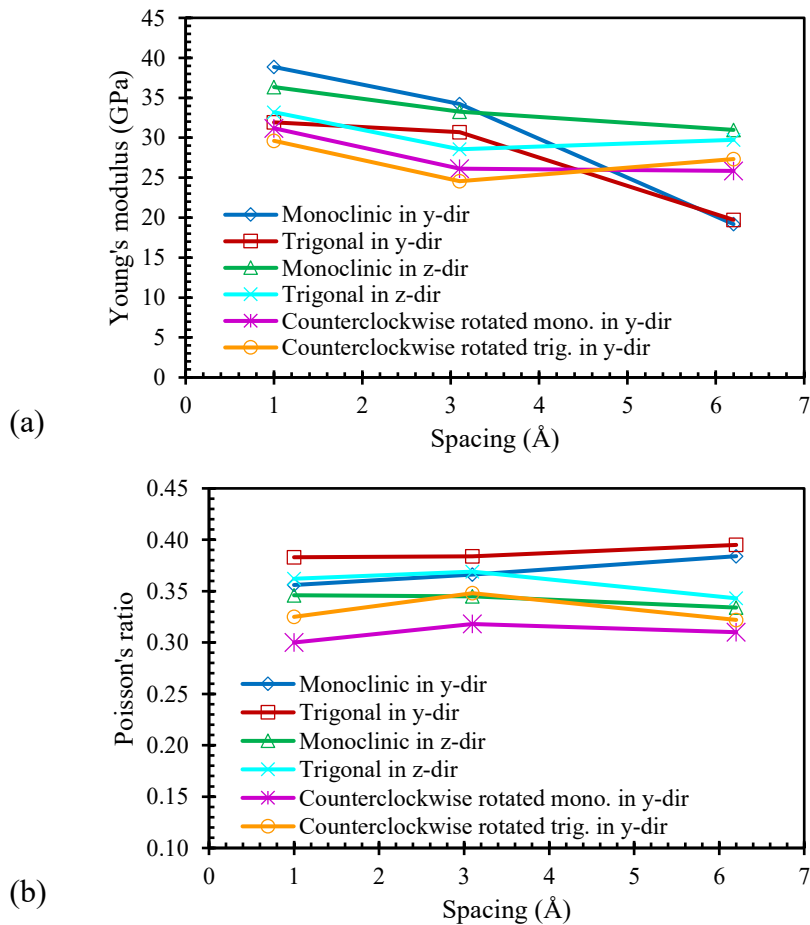 45
40
35
30
25
20
15
10
5
0
Young's modulus (GPa)
Monoclinic in y-dir
Trigonal in y-dir
Monoclinic in z-dir
Trigonal in z-dir
Counterclockwise rotated mono. in y-dir
Counterclockwise rotated trig. in y-dir
0 1 2 3 4 5 6 7
Spacing (Å)
(a)
0.45
0.40
0.35
0.30
0.25
0.20
0.15
0.10
Poisson's ratio
Monoclinic in y-dir
Trigonal in y-dir
Monoclinic in z-dir
Trigonal in z-dir
Counterclockwise rotated mono. in y-dir
Counterclockwise rotated trig. in y-dir
0 1 2 3 4 5 6 7
Spacing (Å)
(b)